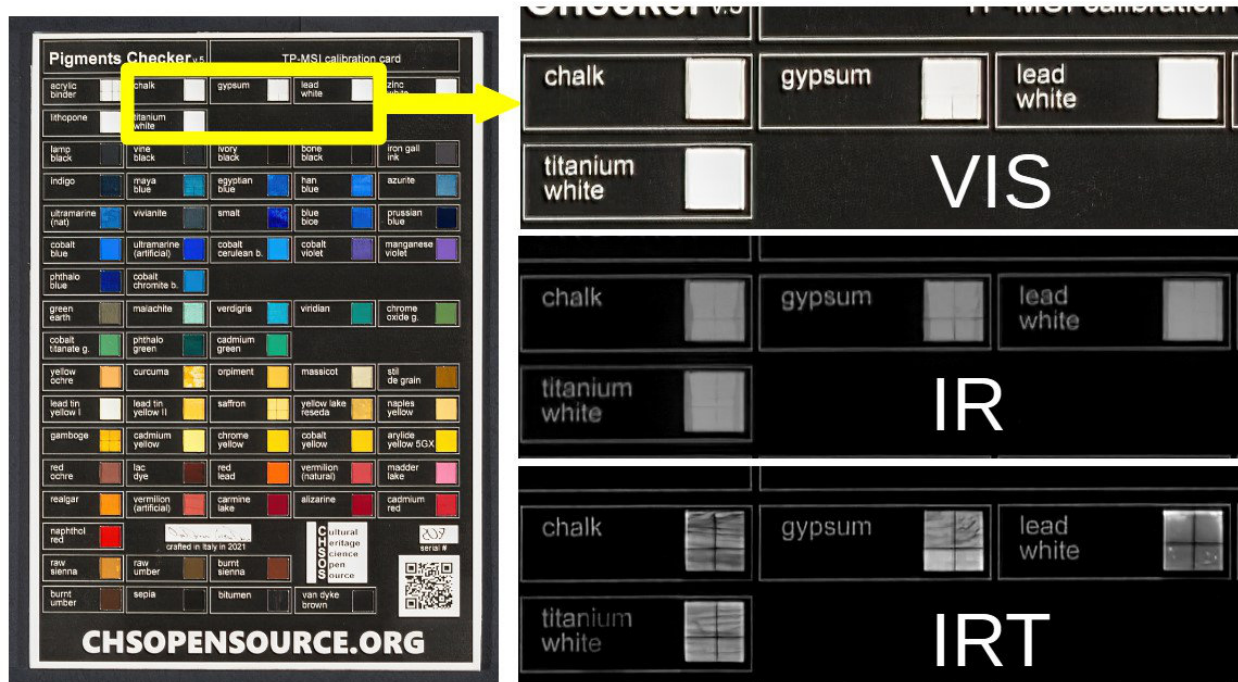 Pigments Checker v.5
TP-MSI calibration card
acrylic binder
chalk
gypsum
lead white
zinc white
lithopone
titanium white
lamp black
vine black
ivory black
bone black
iron gall ink
indigo
maya blue
egyptian blue
han blue
azurite
ultramarine (nat)
vivianite
smalt
blue bice
prussian blue
cobalt blue
ultramarine (artificial)
cobalt cerulean b.
cobalt violet
manganese violet
phthalo blue
cobalt chromite b.
green earth
malachite
verdigris
viridian
chrome oxide g.
cobalt titanate g.
phthalo green
cadmium green
yellow ochre
curcuma
orpiment
massicot
stil de grain
lead tin yellow I
lead tin yellow II
saffron
yellow lake reseda
naples yellow
gamboge
cadmium yellow
chrome yellow
cobalt yellow
arylide yellow 5GX
red ochre
lac dye
red lead
vermilion (natural)
madder lake
realgar
vermilion (artificial)
carmine lake
alizarine
cadmium red
naphthol red
crafted in Italy in 2021
Cultural
Heritage
Science
Open
Source
serial #
raw sienna
raw umber
burnt sienna
burnt umber
sepia
bitumen
van dyke brown
CHSOPENSOURCE.ORG
Checker v.5
TP-MSI calibration
chalk
gypsum
lead white
titanium white
VIS
chalk
gypsum
lead white
titanium white
IR
chalk
gypsum
lead white
titanium white
IRT